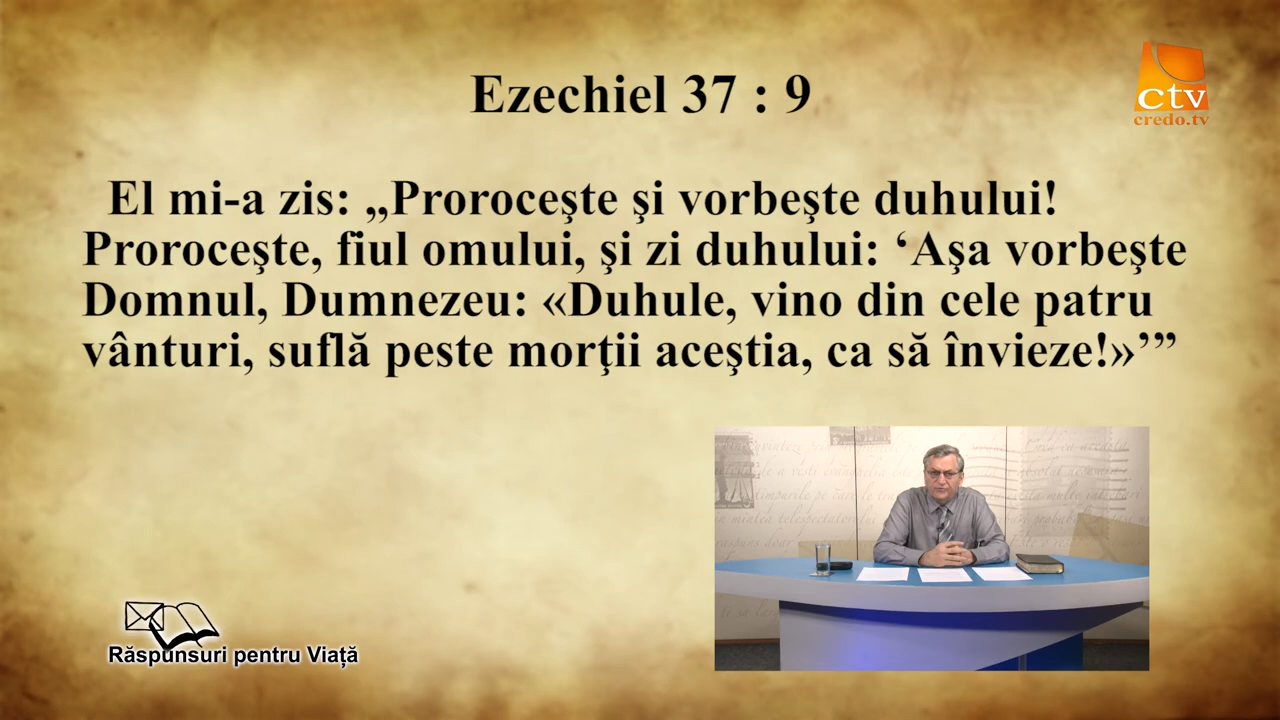 Ezechiel 37 : 9
ctv
credo.tv
El mi-a zis: „Proroceşte şi vorbeşte duhului!
Proroceşte, fiul omului, şi zi duhului: ‘Aşa vorbeşte
Domnul, Dumnezeu: «Duhule, vino din cele patru
vânturi, suflă peste morţii aceştia, ca să învieze!»’”
Răspunsuri pentru Viață